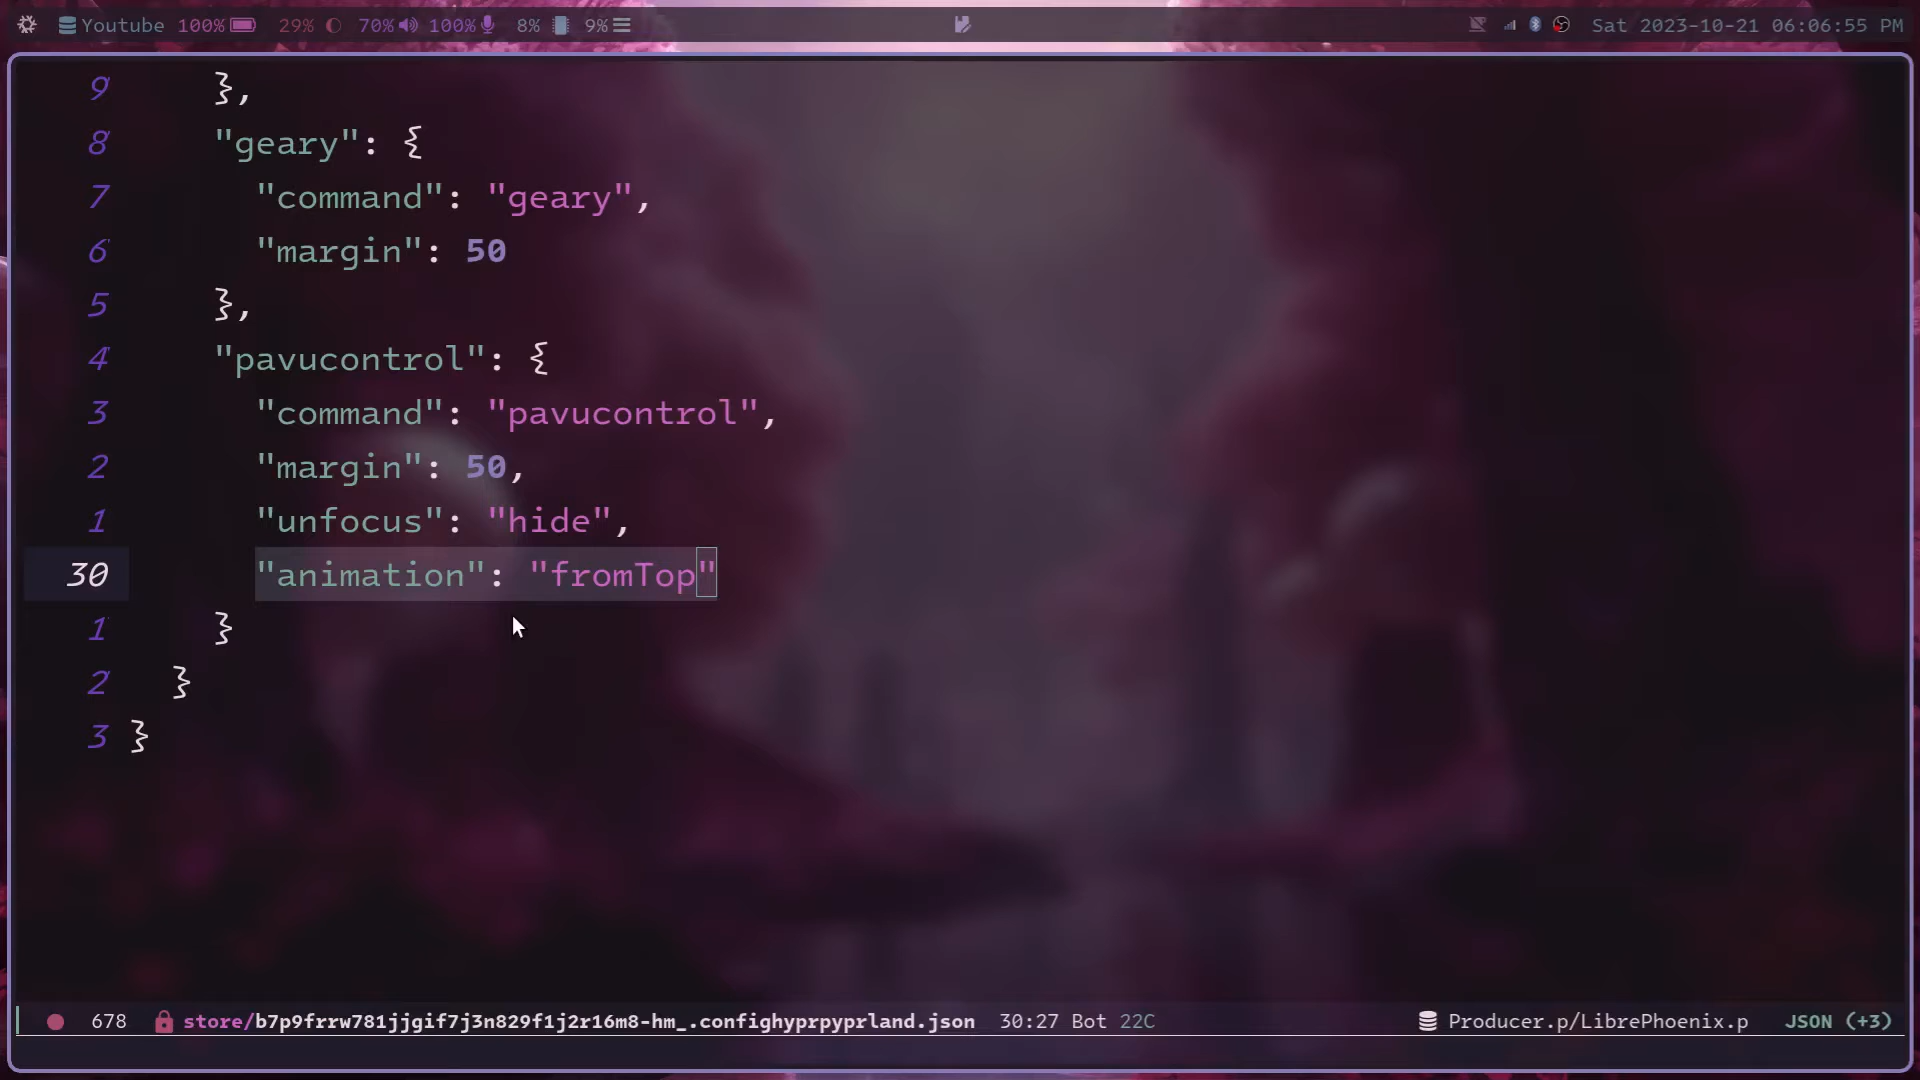 Youtube 100% 29% 70% 100% 8% 9% Sat 2023-10-21 06:06:55 PM
9 },
8 "geary": {
7 "command": "geary",
6 "margin": 50
5 },
4 "pavucontrol": {
3 "command": "pavucontrol",
2 "margin": 50,
1 "unfocus": "hide",
30 "animation": "fromTop"
1 }
2 }
3 }
678 store/b7p9frrw781jjgif7j3n829f1j2r16m8-hm_.confighyprpyprland.json 30:27 Bot 22C Producer.p/LibrePhoenix.p JSON (+3)